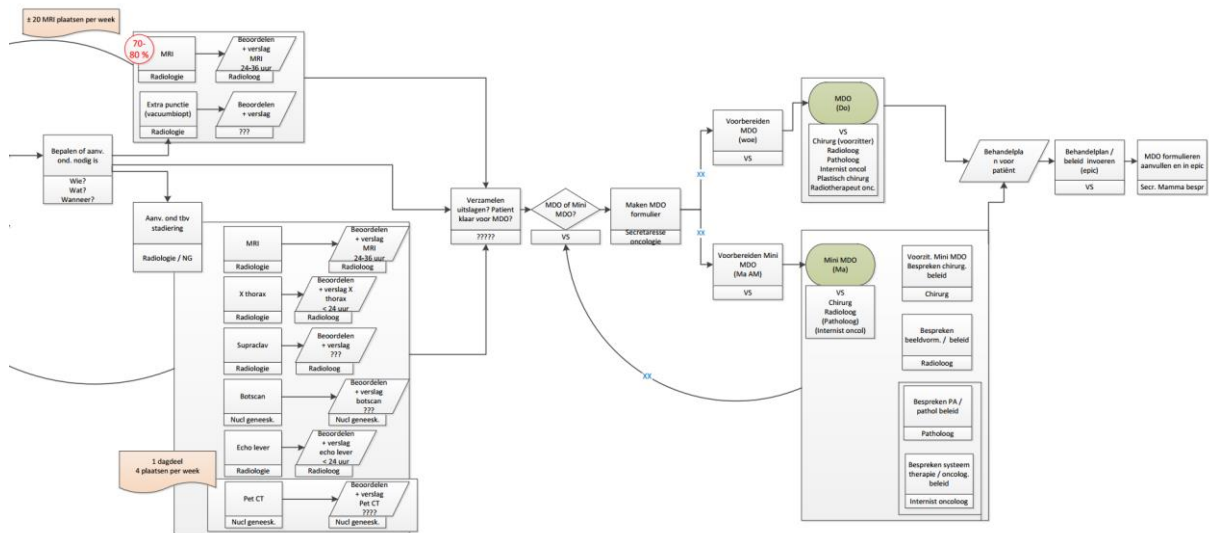 ± 20 MRI plaatsen per week
70-
80 %
MRI
Radiologie
Beoordelen
+ verslag
MRI
24-36 uur
Radioloog
Extra punctie
(vacuumbiopt)
Radiologie
Beoordelen
+ verslag
???
Bepalen of aanv.
ond. nodig is
Wie?
Wat?
Wanneer?
Aanv. ond tbv
stadiering
Radiologie / NG
MRI
Radiologie
Beoordelen
+ verslag
MRI
24-36 uur
Radioloog
X thorax
Radiologie
Beoordelen
+ verslag X
thorax
< 24 uur
Radioloog
Supraclav
Radiologie
Beoordelen
+ verslag
???
Radioloog
Botscan
Nucl geneesk.
Beoordelen
+ verslag
botscan
???
Nucl geneesk.
Echo lever
Radiologie
Beoordelen
+ verslag
echo lever
< 24 uur
Radioloog
1 dagdeel
4 plaatsen per week
Pet CT
Nucl geneesk.
Beoordelen
+ verslag
Pet CT
????
Nucl geneesk.
Verzamelen
uitslagen? Patient
klaar voor MDO?
?????
MDO of Mini
MDO?
VS
Maken MDO
formulier
Secretaresse
oncologie
xx
xx
xx
Voorbereiden
MDO
(woe)
VS
MDO
(Do)
VS
Chirurg (voorzitter)
Radioloog
Patholoog
Internist oncol
Plastisch chirurg
Radiotherapeut onc.
Voorbereiden Mini
MDO
(Ma AM)
VS
Mini MDO
(Ma)
VS
Chirurg
Radioloog
(Patholoog)
(Internist oncol)
Voorzit. Mini MDO
Bespreken chirurg.
beleid
Chirurg
Bespreken
beeldvorm. / beleid
Radioloog
Bespreken PA /
pathol beleid
Patholoog
Bespreken systeem
therapie / oncolog.
beleid
Internist oncoloog
Behandelpla
n voor
patiënt
Behandelplan /
beleid invoeren
(epic)
VS
MDO formulieren
aanvullen en in epic
Secr. Mamma bespr